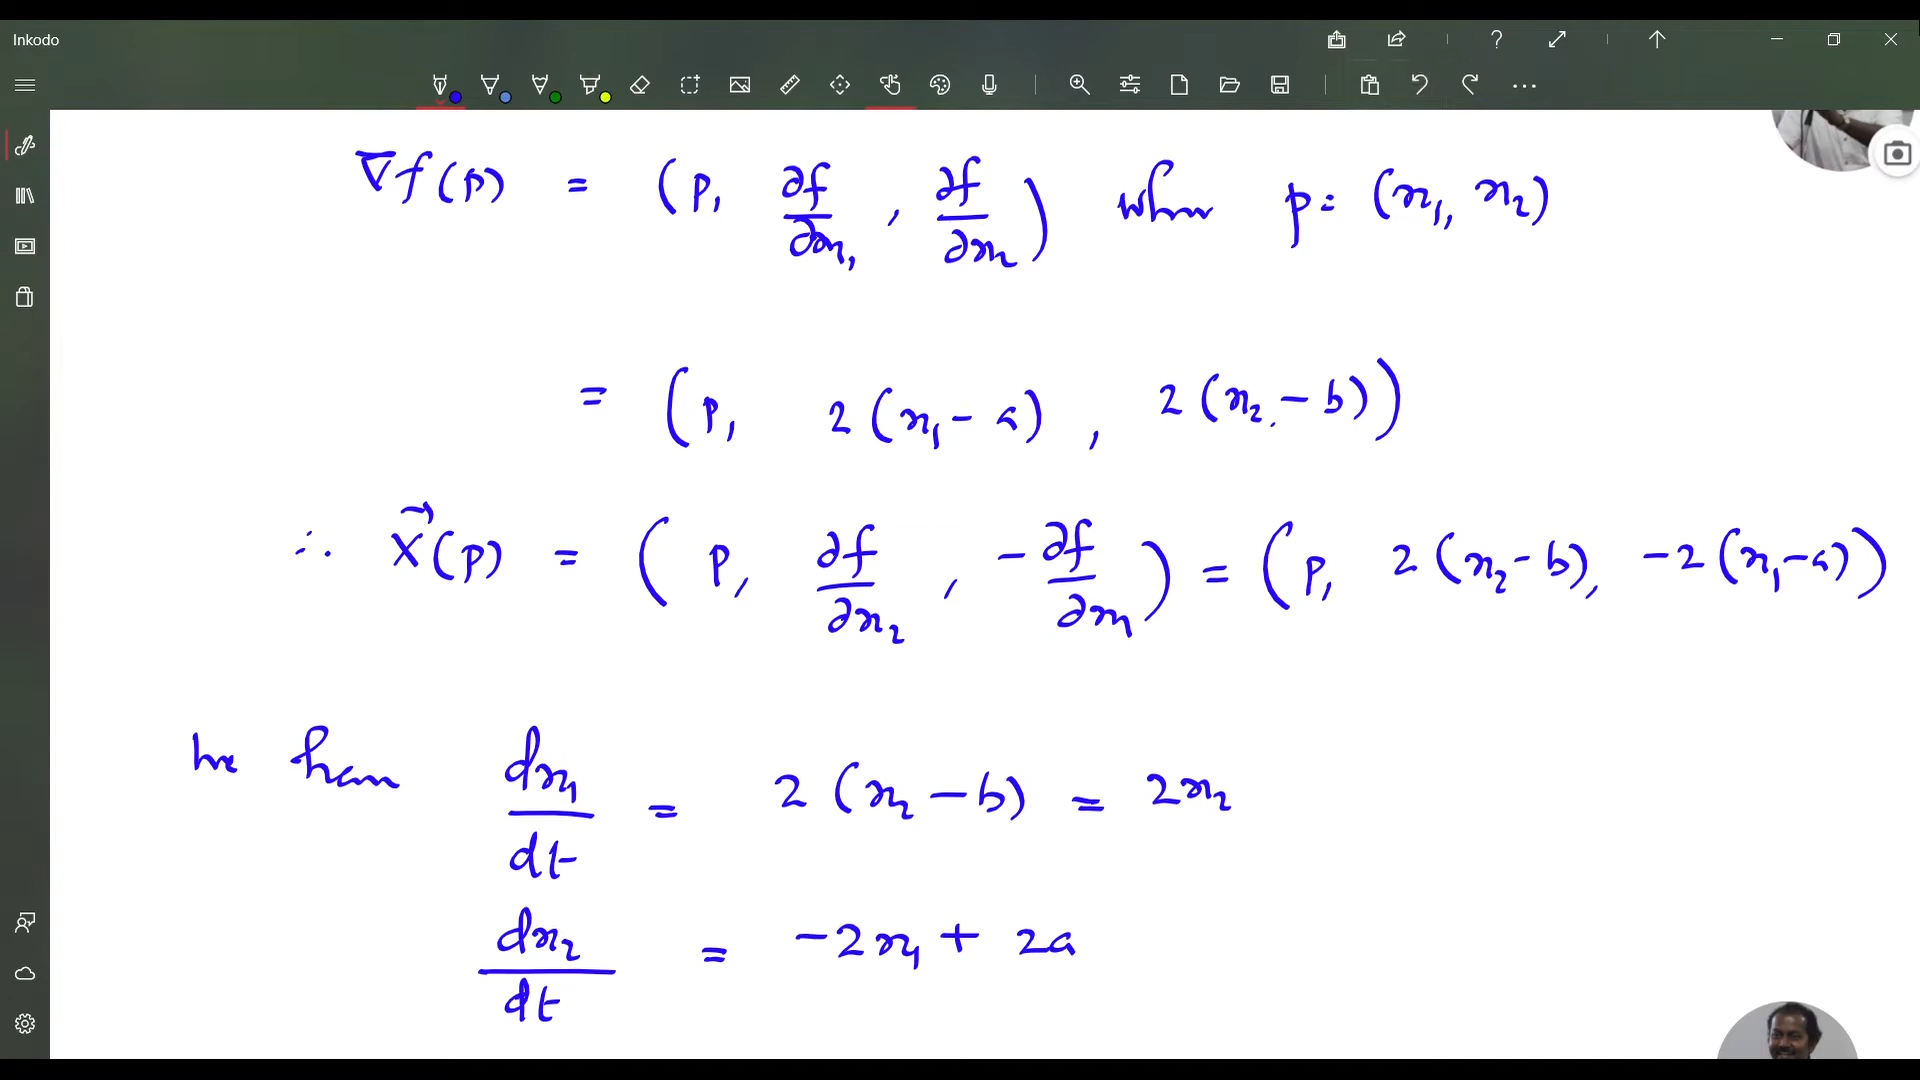 Inkodo
∇f(p) = (p, ∂f/∂x₁, ∂f/∂x₂) when p = (x₁, x₂)
= (p, 2(x₁ - a), 2(x₂ - b))
∴ X⃗(p) = (p, ∂f/∂x₂, -∂f/∂x₁) = (p, 2(x₂-b), -2(x₁-a))
We have dx₁/dt = 2(x₂ - b) = 2x₂
dx₂/dt = -2x₁ + 2a